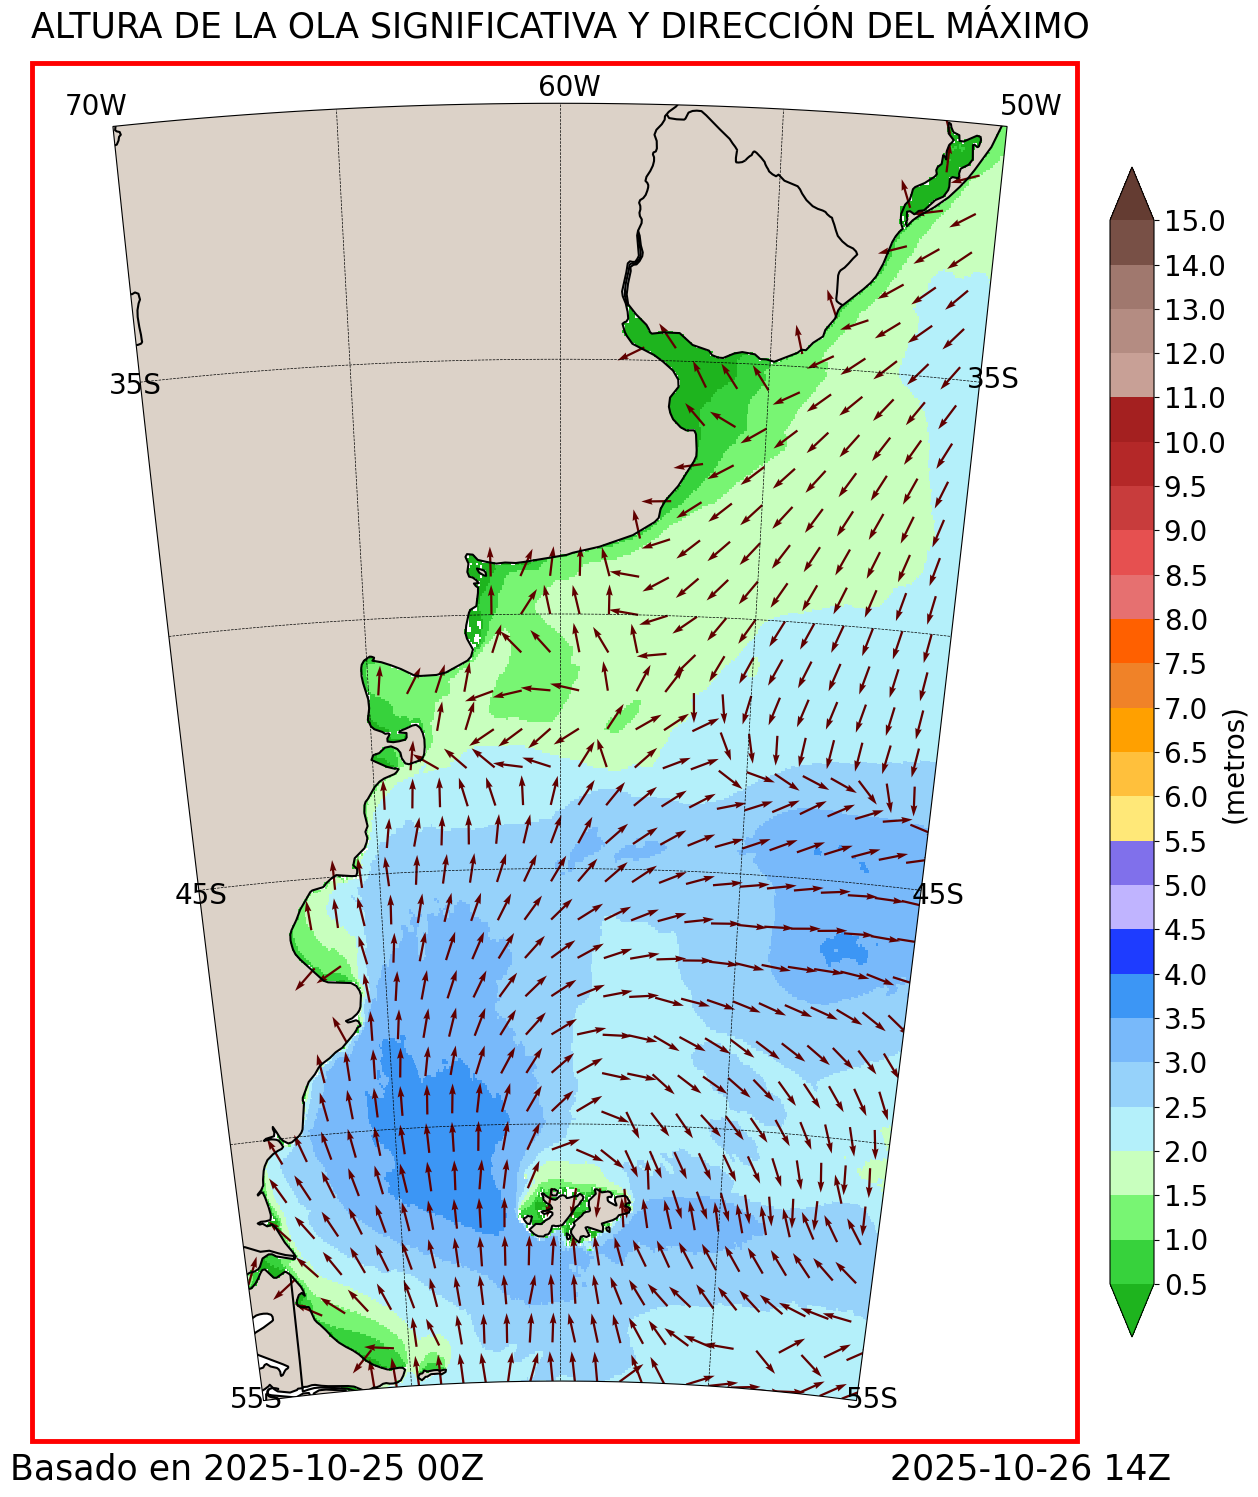 ALTURA DE LA OLA SIGNIFICATIVA Y DIRECCIÓN DEL MÁXIMO
70W
60W
50W
35S
35S
45S
45S
55S
55S
15.0
14.0
13.0
12.0
11.0
10.0
9.5
9.0
8.5
8.0
7.5
7.0
6.5
6.0
5.5
5.0
4.5
4.0
3.5
3.0
2.5
2.0
1.5
1.0
0.5
(metros)
Basado en 2025-10-25 00Z
2025-10-26 14Z